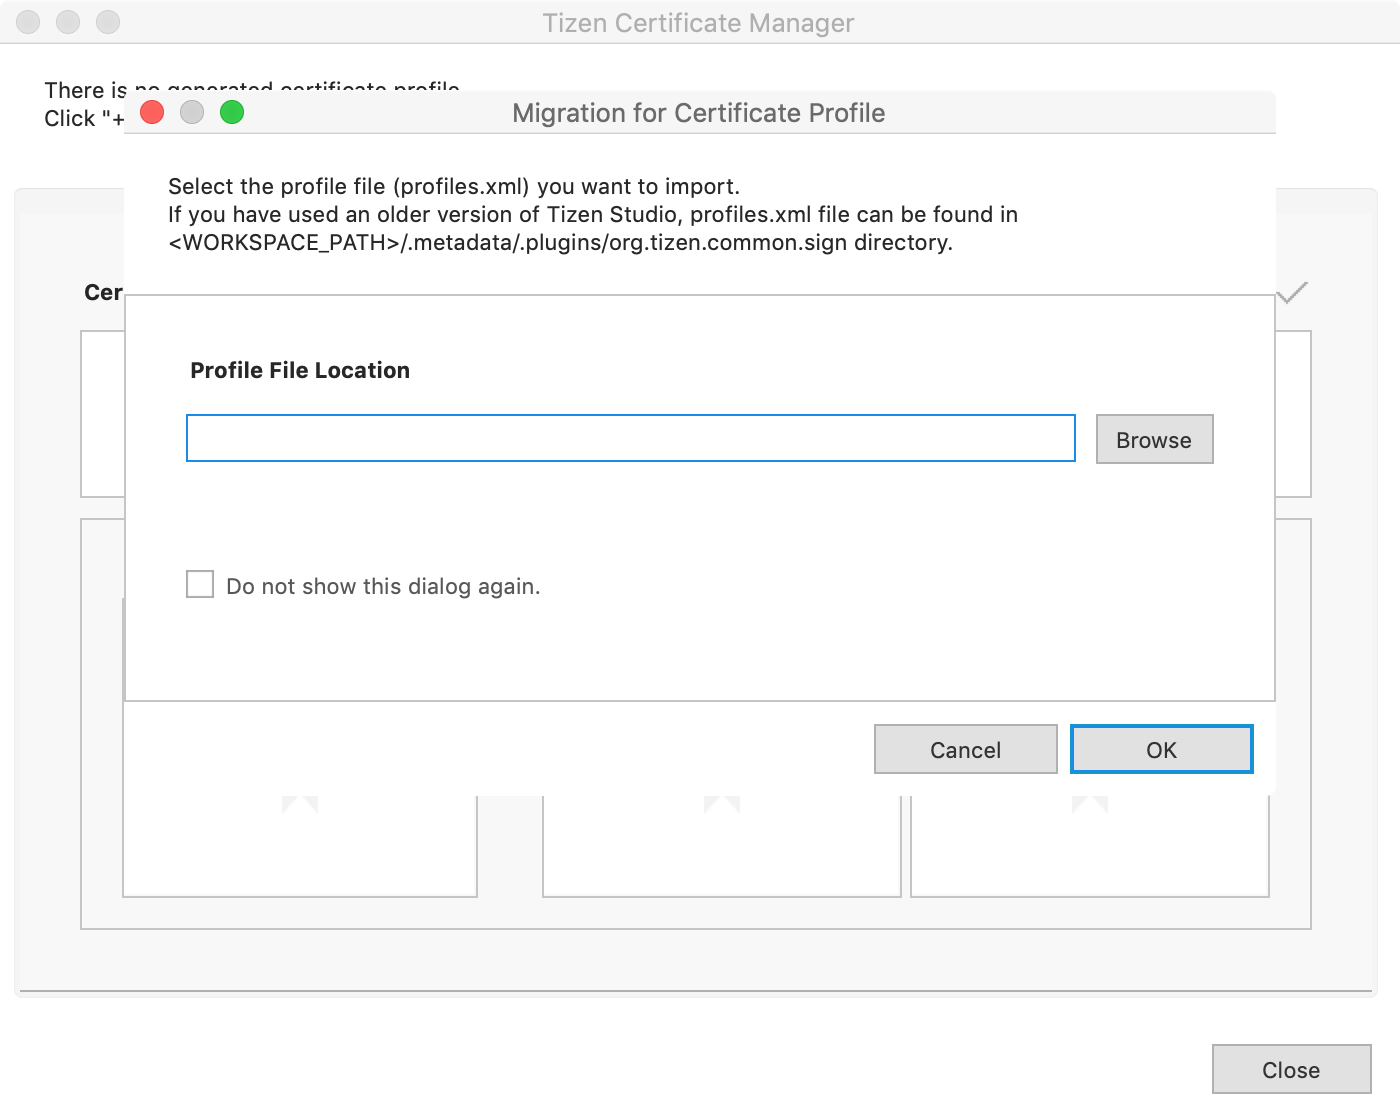 Tizen Certificate Manager
There is no generated certificate profile
Click "+
Migration for Certificate Profile
Select the profile file (profiles.xml) you want to import.
If you have used an older version of Tizen Studio, profiles.xml file can be found in
<WORKSPACE_PATH>/.metadata/.plugins/org.tizen.common.sign directory.
Cer
Profile File Location
Browse
Do not show this dialog again.
Cancel
OK
Close